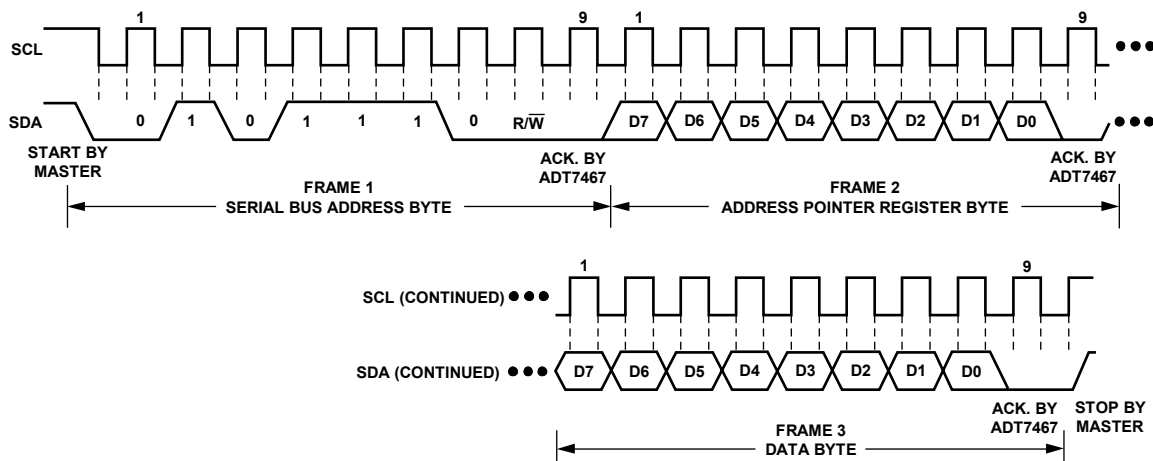 1 9 1 9
SCL
SDA 0 1 0 1 1 1 0 R/W̅ D7 D6 D5 D4 D3 D2 D1 D0
START BY MASTER
ACK. BY ADT7467
ACK. BY ADT7467
FRAME 1
SERIAL BUS ADDRESS BYTE
FRAME 2
ADDRESS POINTER REGISTER BYTE
1 9
SCL (CONTINUED)
SDA (CONTINUED) D7 D6 D5 D4 D3 D2 D1 D0
ACK. BY ADT7467
STOP BY MASTER
FRAME 3
DATA BYTE